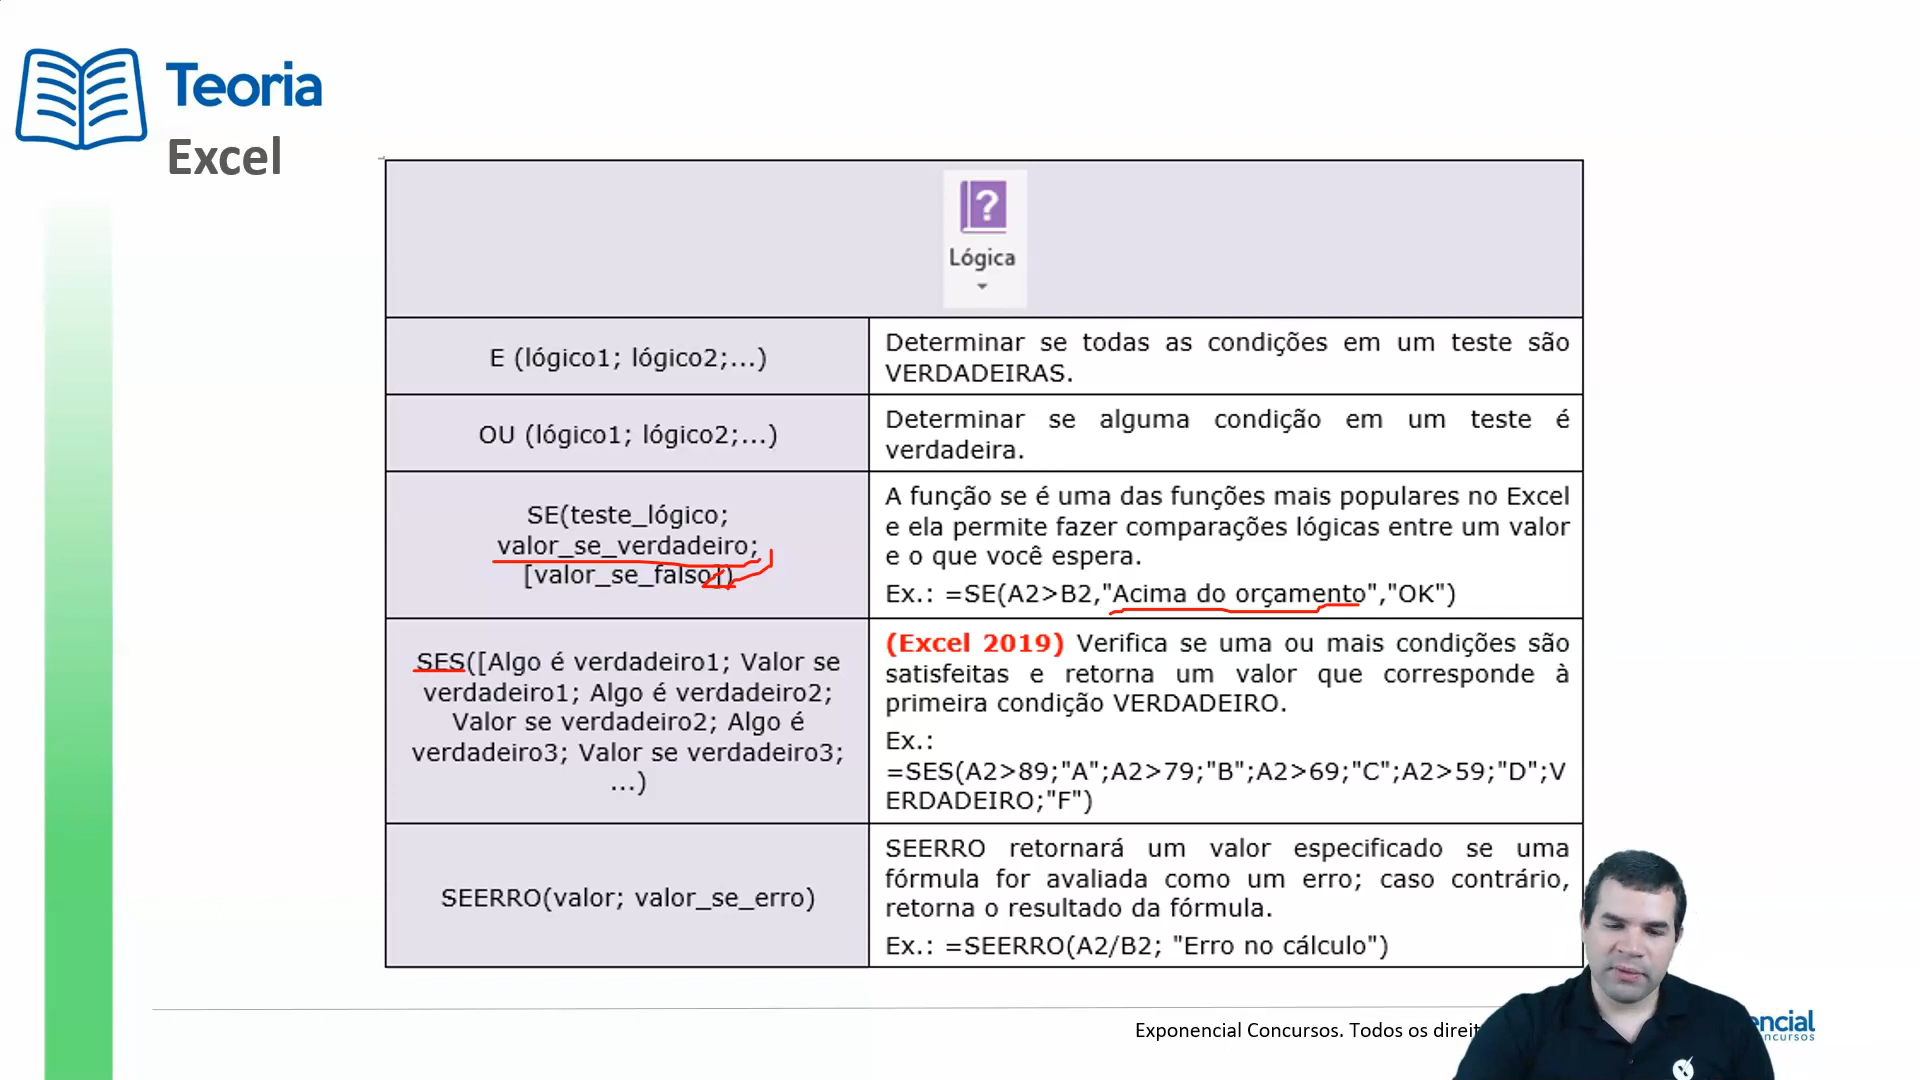 Teoria
Excel
Lógica
E (lógico1; lógico2;...)
Determinar se todas as condições em um teste são
VERDADEIRAS.
OU (lógico1; lógico2;...)
Determinar se alguma condição em um teste é
verdadeira.
SE(teste_lógico;
valor_se_verdadeiro;
[valor_se_falso])
A função se é uma das funções mais populares no Excel
e ela permite fazer comparações lógicas entre um valor
e o que você espera.
Ex.: =SE(A2>B2,"Acima do orçamento","OK")
SES([Algo é verdadeiro1; Valor se
verdadeiro1; Algo é verdadeiro2;
Valor se verdadeiro2; Algo é
verdadeiro3; Valor se verdadeiro3;
...)
(Excel 2019) Verifica se uma ou mais condições são
satisfeitas e retorna um valor que corresponde à
primeira condição VERDADEIRO.
Ex.:
=SES(A2>89;"A";A2>79;"B";A2>69;"C";A2>59;"D";V
ERDADEIRO;"F")
SEERRO(valor; valor_se_erro)
SEERRO retornará um valor especificado se uma
fórmula for avaliada como um erro; caso contrário,
retorna o resultado da fórmula.
Ex.: =SEERRO(A2/B2; "Erro no cálculo")
Exponencial Concursos. Todos os direit
encial
oncursos